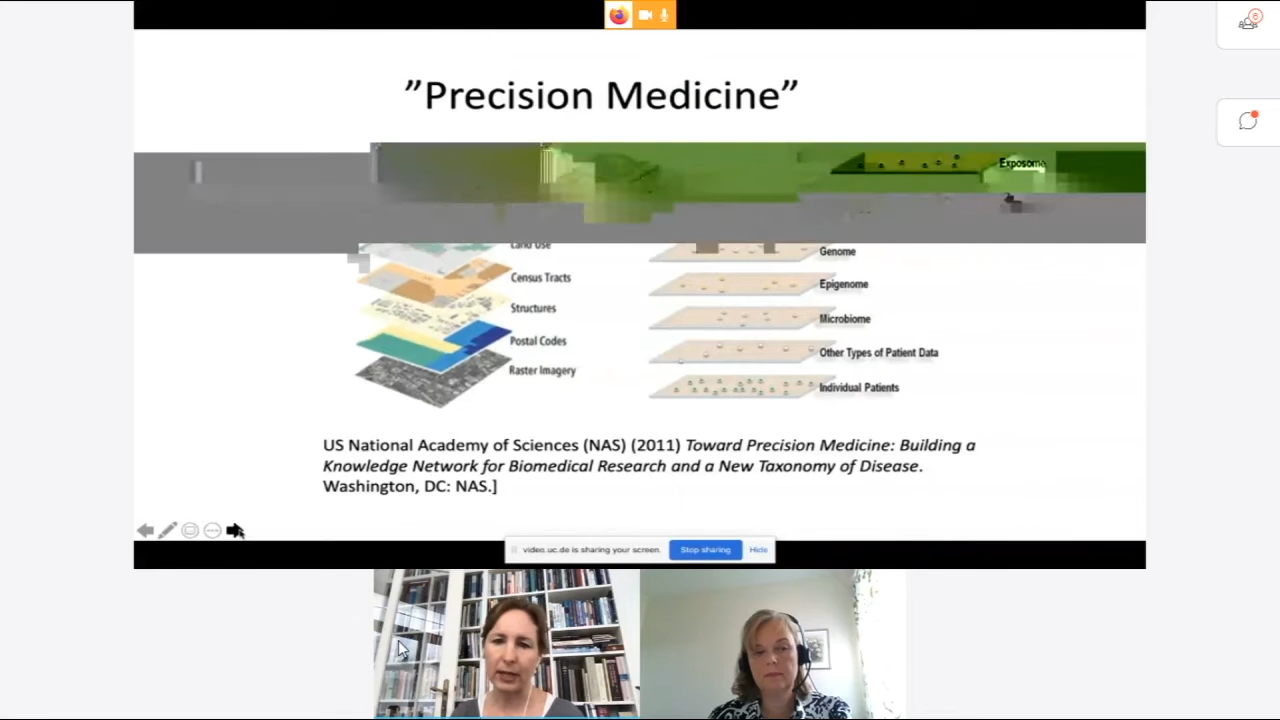 ”Precision Medicine”
Exposome
Land Use
Genome
Census Tracts
Epigenome
Structures
Microbiome
Postal Codes
Other Types of Patient Data
Raster Imagery
Individual Patients
US National Academy of Sciences (NAS) (2011) Toward Precision Medicine: Building a
Knowledge Network for Biomedical Research and a New Taxonomy of Disease.
Washington, DC: NAS.]
video.uc.de is sharing your screen. Stop sharing Hide
6